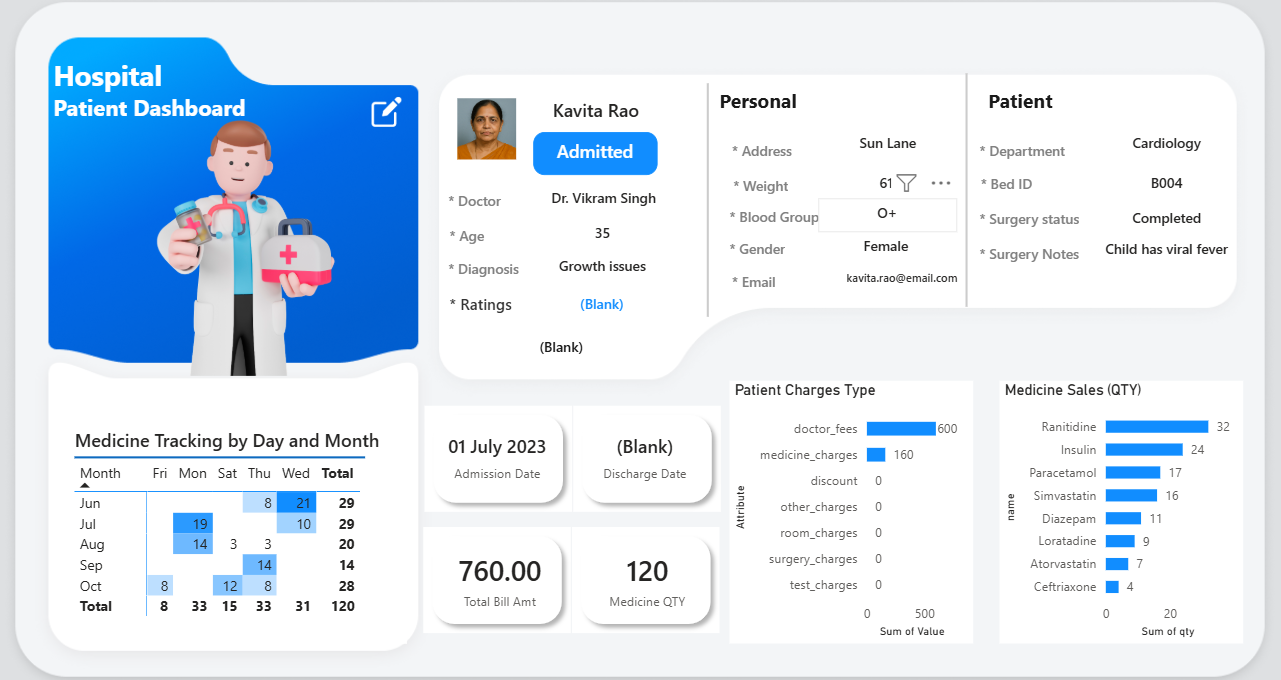 Hospital
Patient Dashboard
Kavita Rao
Admitted
* Doctor Dr. Vikram Singh
* Age 35
* Diagnosis Growth issues
* Ratings (Blank)
(Blank)
Personal
* Address Sun Lane
* Weight 61
* Blood Group O+
* Gender Female
* Email kavita.rao@email.com
Patient
* Department Cardiology
* Bed ID B004
* Surgery status Completed
* Surgery Notes Child has viral fever
Medicine Tracking by Day and Month
Month Fri Mon Sat Thu Wed Total
Jun 8 21 29
Jul 19 10 29
Aug 14 3 3 20
Sep 14 14
Oct 8 12 8 28
Total 8 33 15 33 31 120
01 July 2023
Admission Date
(Blank)
Discharge Date
760.00
Total Bill Amt
120
Medicine QTY
Patient Charges Type
Attribute
doctor_fees 600
medicine_charges 160
discount 0
other_charges 0
room_charges 0
surgery_charges 0
test_charges 0
0 500
Sum of Value
Medicine Sales (QTY)
name
Ranitidine 32
Insulin 24
Paracetamol 17
Simvastatin 16
Diazepam 11
Loratadine 9
Atorvastatin 7
Ceftriaxone 4
0 20
Sum of qty